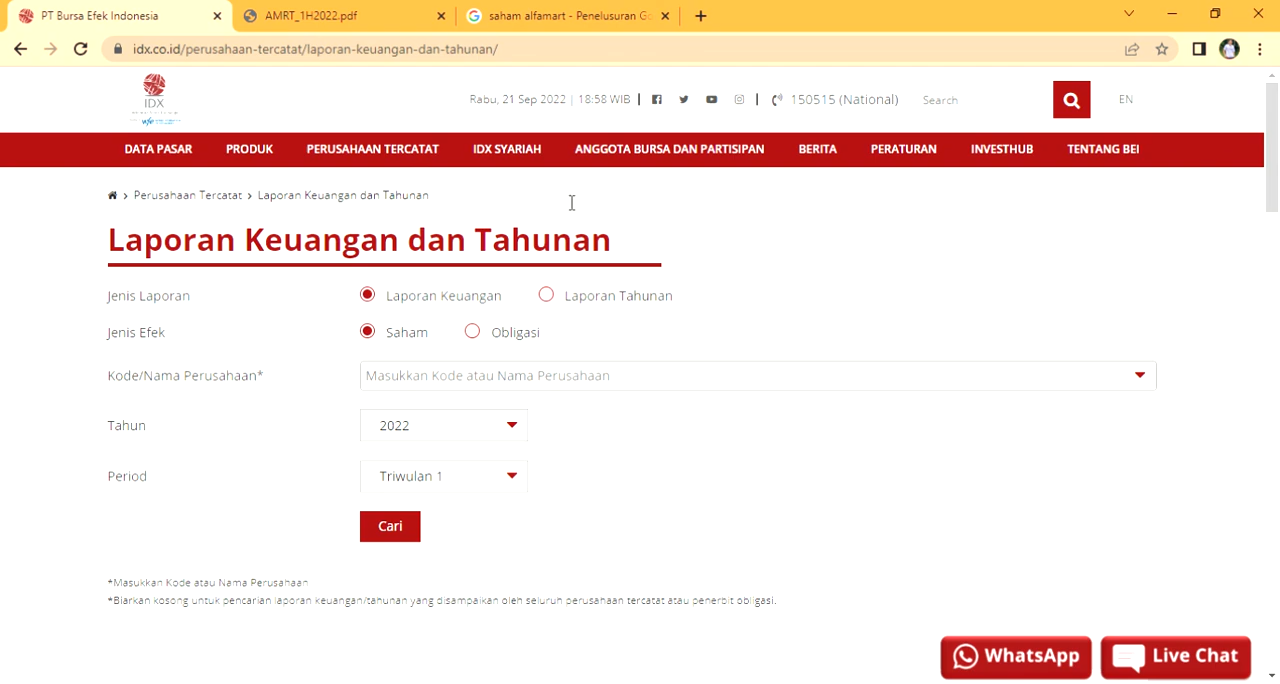 PT Bursa Efek Indonesia
AMRT_1H2022.pdf
saham alfamart - Penelusuran Go
idx.co.id/perusahaan-tercatat/laporan-keuangan-dan-tahunan/
IDX
Rabu, 21 Sep 2022 | 18:58 WIB
150515 (National)
Search
EN
DATA PASAR
PRODUK
PERUSAHAAN TERCATAT
IDX SYARIAH
ANGGOTA BURSA DAN PARTISIPAN
BERITA
PERATURAN
INVESTHUB
TENTANG BEI
Perusahaan Tercatat > Laporan Keuangan dan Tahunan
Laporan Keuangan dan Tahunan
Jenis Laporan
Laporan Keuangan
Laporan Tahunan
Jenis Efek
Saham
Obligasi
Kode/Nama Perusahaan*
Masukkan Kode atau Nama Perusahaan
Tahun
2022
Period
Triwulan 1
Cari
*Masukkan Kode atau Nama Perusahaan
*Biarkan kosong untuk pencarian laporan keuangan/tahunan yang disampaikan oleh seluruh perusahaan tercatat atau penerbit obligasi.
WhatsApp
Live Chat